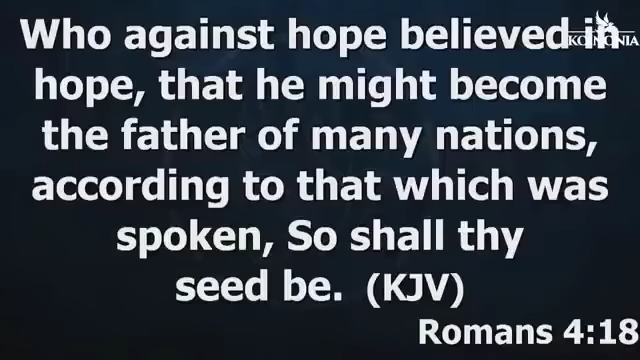 Who against hope believed in
hope, that he might become
the father of many nations,
according to that which was
spoken, So shall thy
seed be. (KJV)
Romans 4:18
KOINONIA